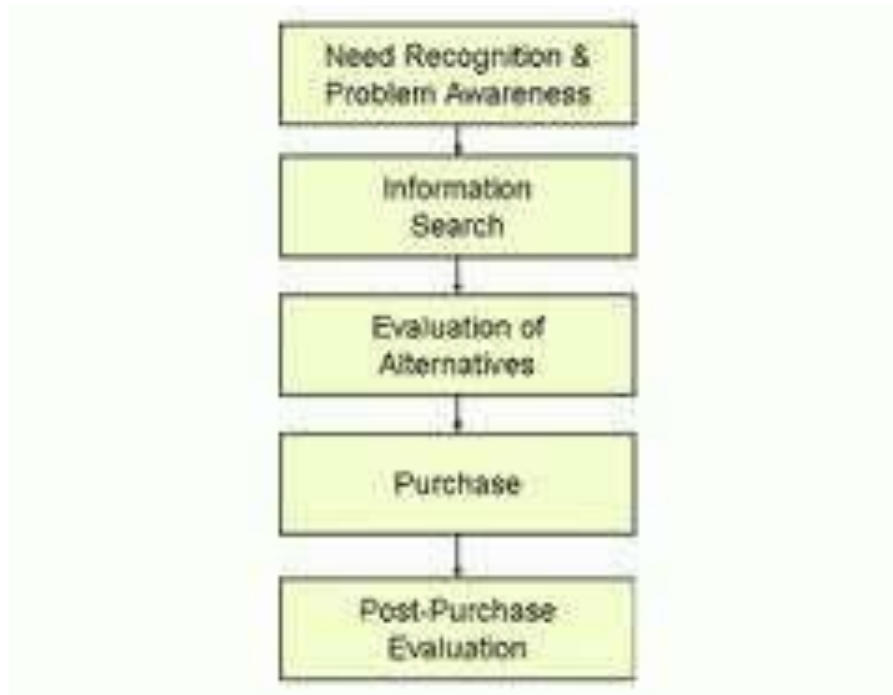 Need Recognition &
Problem Awareness
Information
Search
Evaluation of
Alternatives
Purchase
Post-Purchase
Evaluation